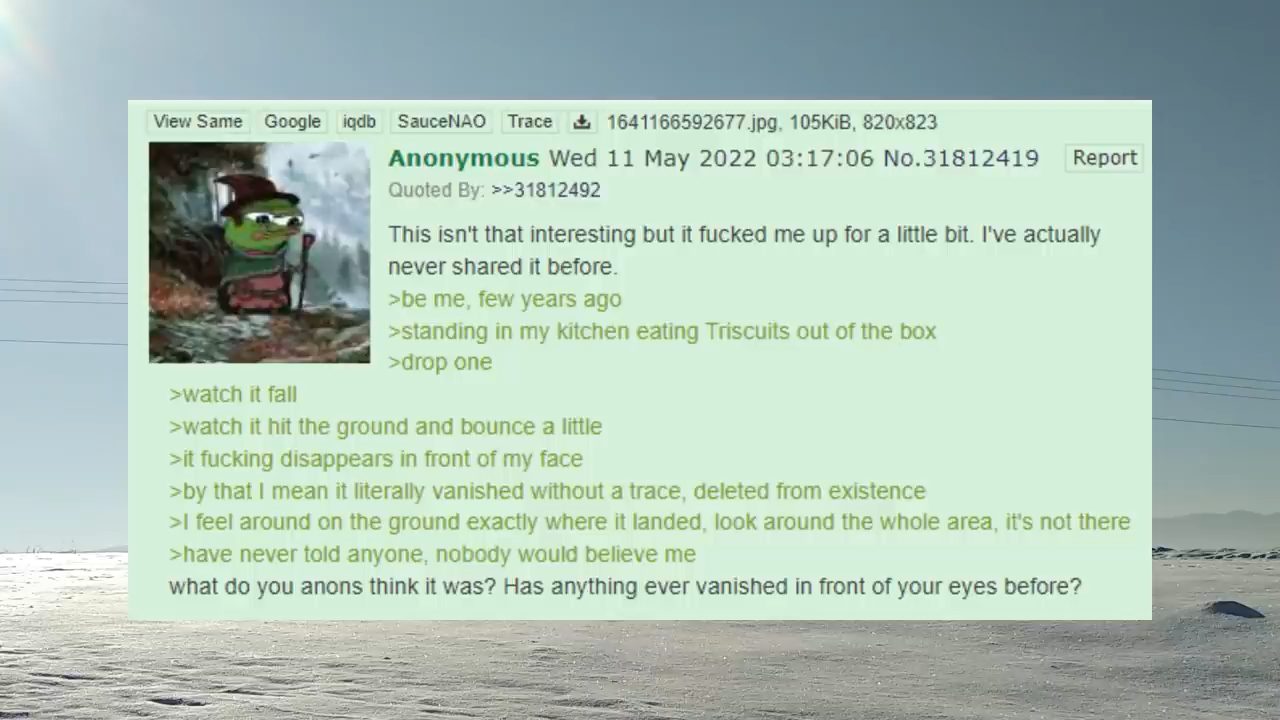 View Same Google iqdb SauceNAO Trace 1641166592677.jpg, 105KiB, 820x823
Anonymous Wed 11 May 2022 03:17:06 No.31812419 Report
Quoted By: >>31812492
This isn't that interesting but it fucked me up for a little bit. I've actually
never shared it before.
>be me, few years ago
>standing in my kitchen eating Triscuits out of the box
>drop one
>watch it fall
>watch it hit the ground and bounce a little
>it fucking disappears in front of my face
>by that I mean it literally vanished without a trace, deleted from existence
>I feel around on the ground exactly where it landed, look around the whole area, it's not there
>have never told anyone, nobody would believe me
what do you anons think it was? Has anything ever vanished in front of your eyes before?